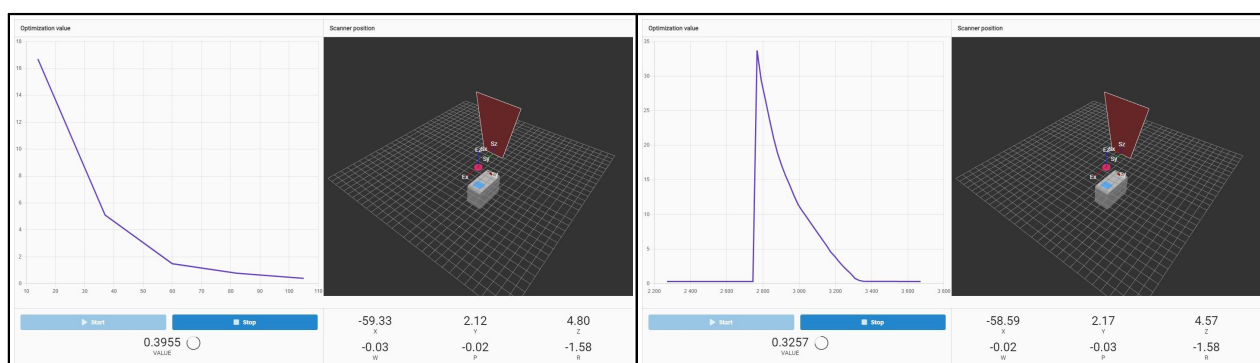 Optimization value
18
16
14
12
10
8
6
4
2
0
10 20 30 40 50 60 70 80 90 100 110
Start
Stop
0.3955
VALUE
Scanner position
Sz
Sy
Ex
-59.33 2.12 4.80
X Y Z
-0.03 -0.02 -1.58
W P R
Optimization value
35
30
25
20
15
10
5
0
2 200 2 400 2 600 2 800 3 000 3 200 3 400 3 600 3 800
Start
Stop
0.3257
VALUE
Scanner position
Sz
Sy
Ex
-58.59 2.17 4.57
X Y Z
-0.02 -0.03 -1.58
W P R